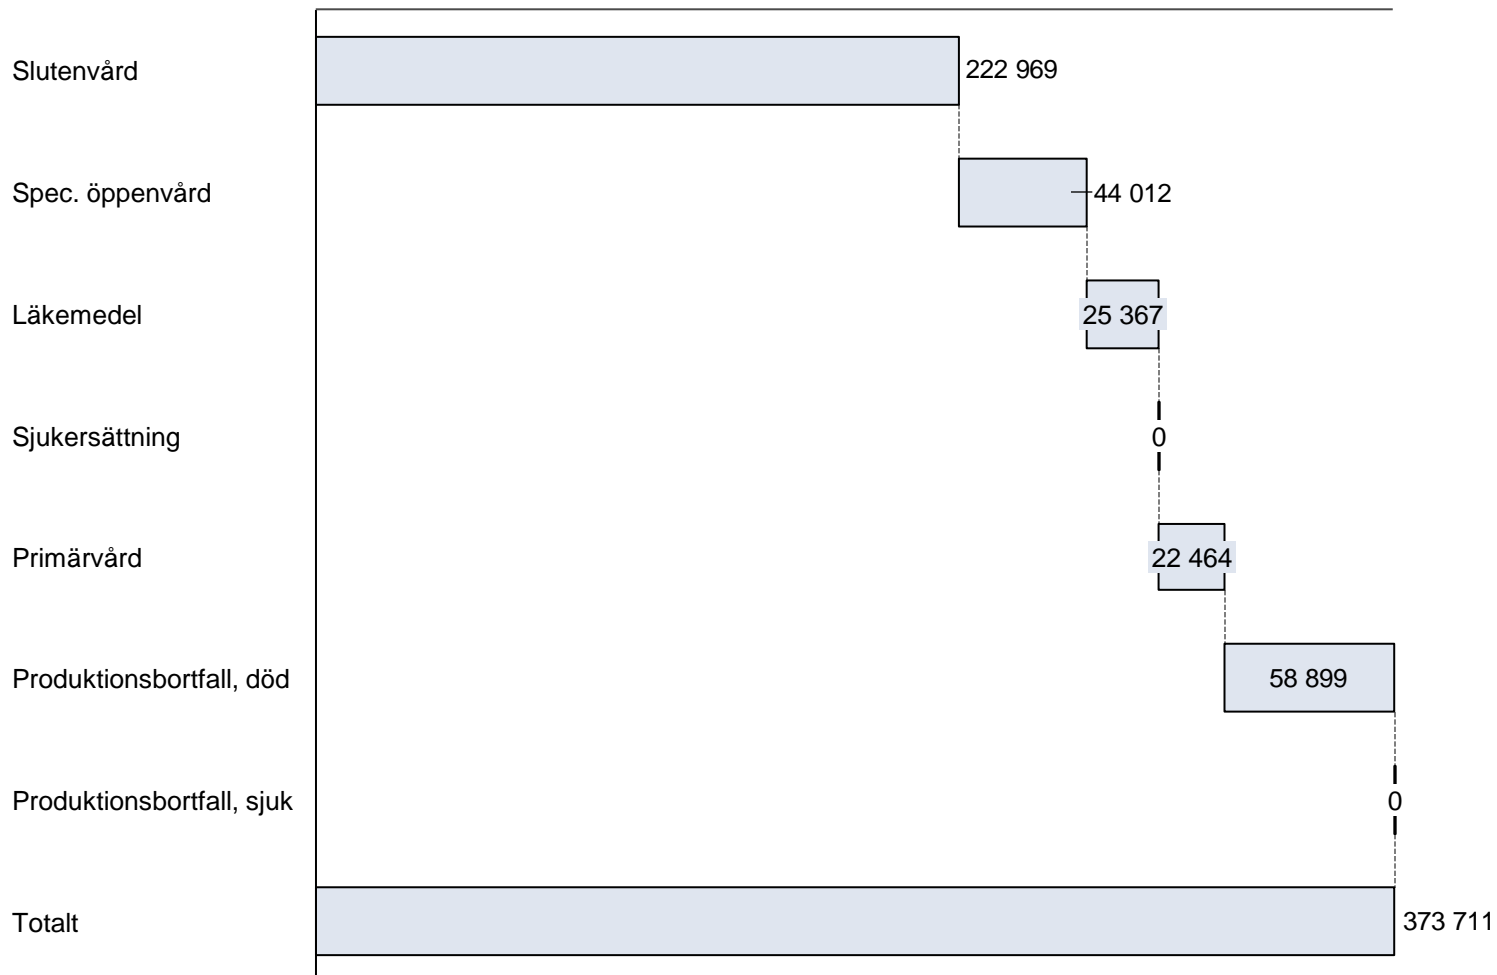 Slutenvård 222 969
Spec. öppenvård 44 012
Läkemedel 25 367
Sjukersättning 0
Primärvård 22 464
Produktionsbortfall, död 58 899
Produktionsbortfall, sjuk 0
Totalt 373 711